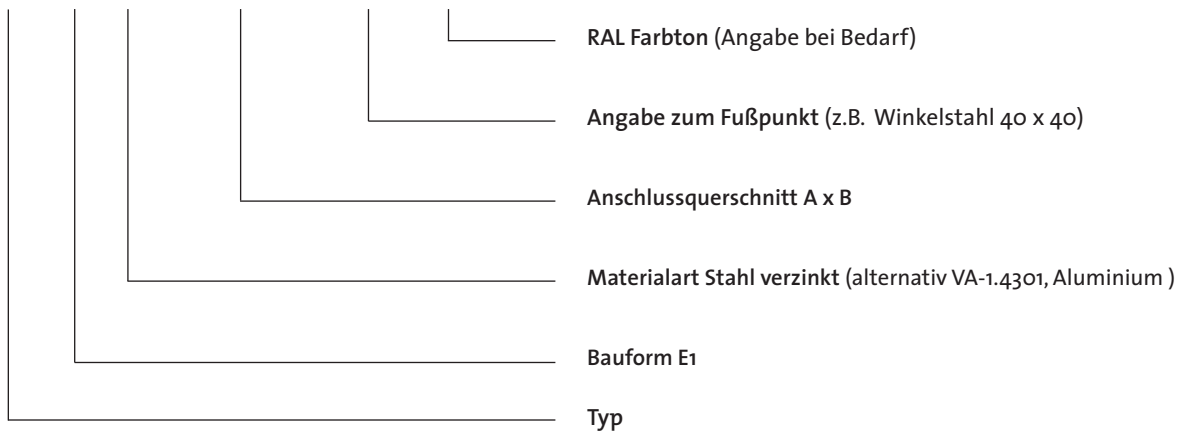 RAL Farbton (Angabe bei Bedarf)
Angabe zum Fußpunkt (z.B. Winkelstahl 40 x 40)
Anschlussquerschnitt A x B
Materialart Stahl verzinkt (alternativ VA-1.4301, Aluminium )
Bauform E1
Typ